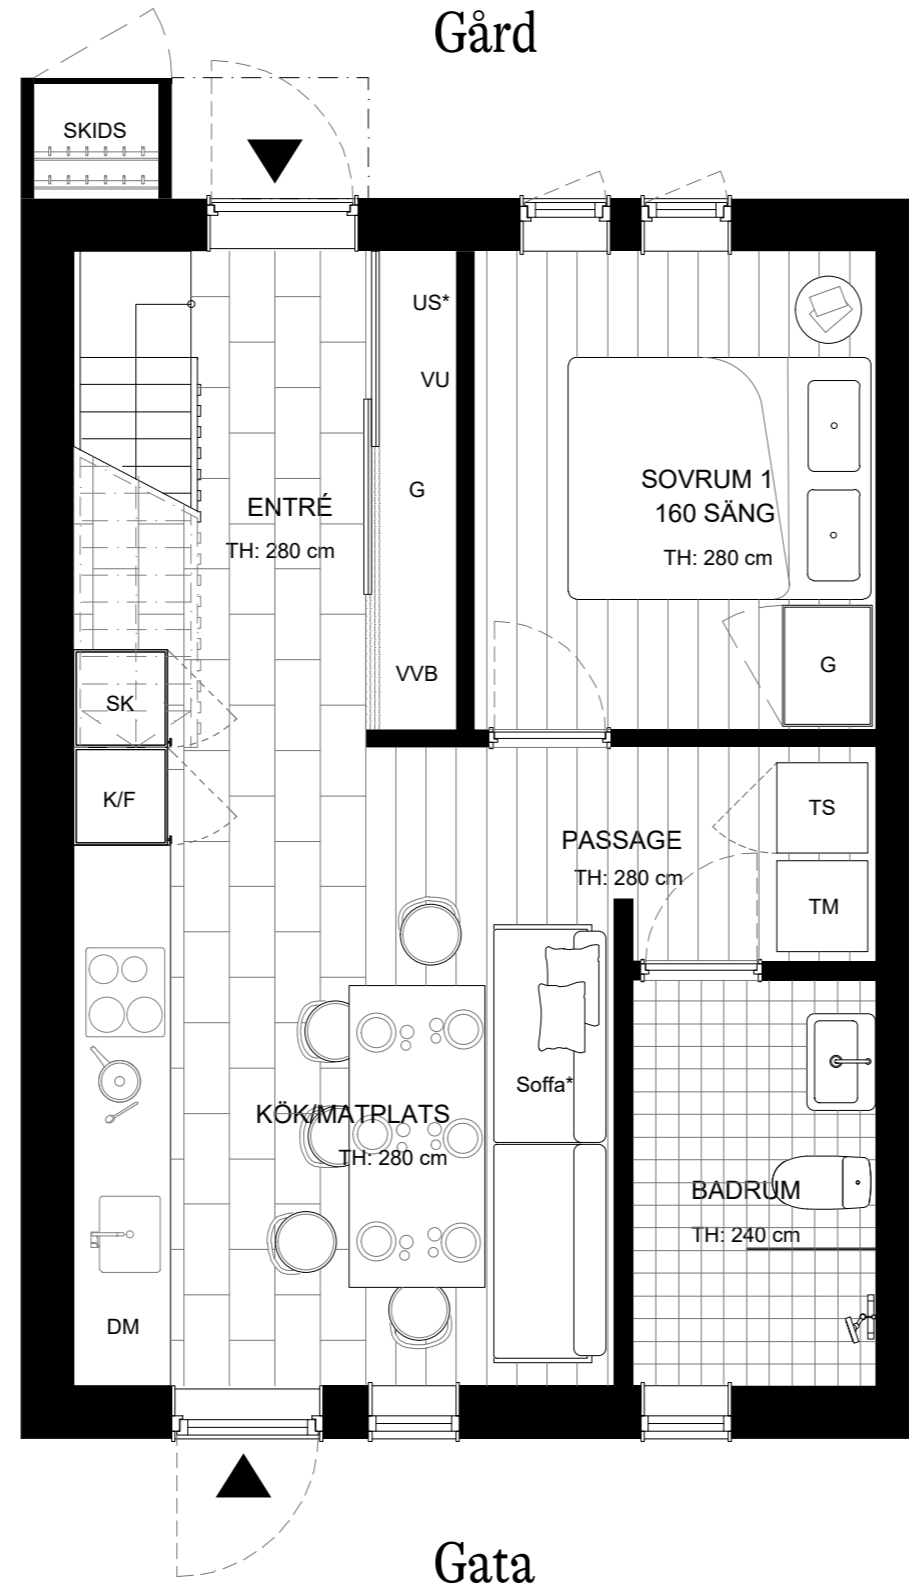 Gård
SKIDS
US*
VU
G
VVB
ENTRÉ
TH: 280 cm
SOVRUM 1
160 SÄNG
TH: 280 cm
G
SK
K/F
PASSAGE
TH: 280 cm
TS
TM
Soffa*
KÖK/MATPLATS
TH: 280 cm
BADRUM
TH: 240 cm
DM
Gata